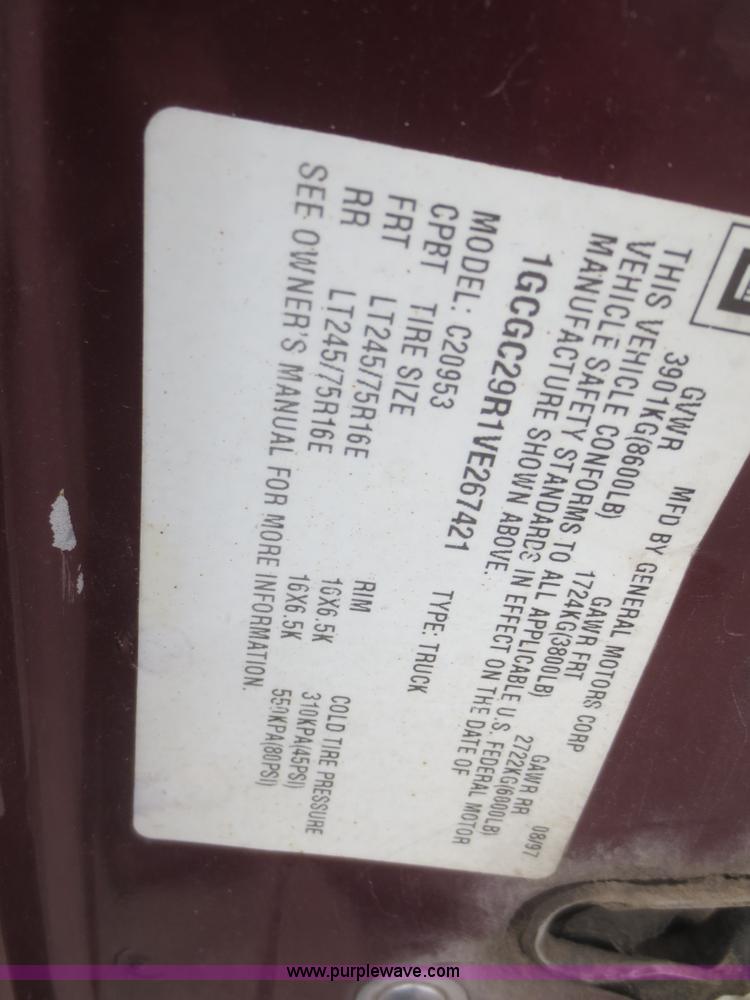 MFD BY GENERAL MOTORS CORP 08/97
GVWR GAWR FRT GAWR RR
3901KG(8600LB) 1724KG(3800LB) 2722KG(6000LB)
THIS VEHICLE CONFORMS TO ALL APPLICABLE U.S. FEDERAL MOTOR
VEHICLE SAFETY STANDARDS IN EFFECT ON THE DATE OF
MANUFACTURE SHOWN ABOVE.
1GCGC29R1VE267421 TYPE: TRUCK
MODEL: C20953
CPBT TIRE SIZE RIM COLD TIRE PRESSURE
FRT LT245/75R16E 16X6.5K 310KPA(45PSI)
RR LT245/75R16E 16X6.5K 550KPA(80PSI)
SEE OWNER'S MANUAL FOR MORE INFORMATION.
www.purplewave.com